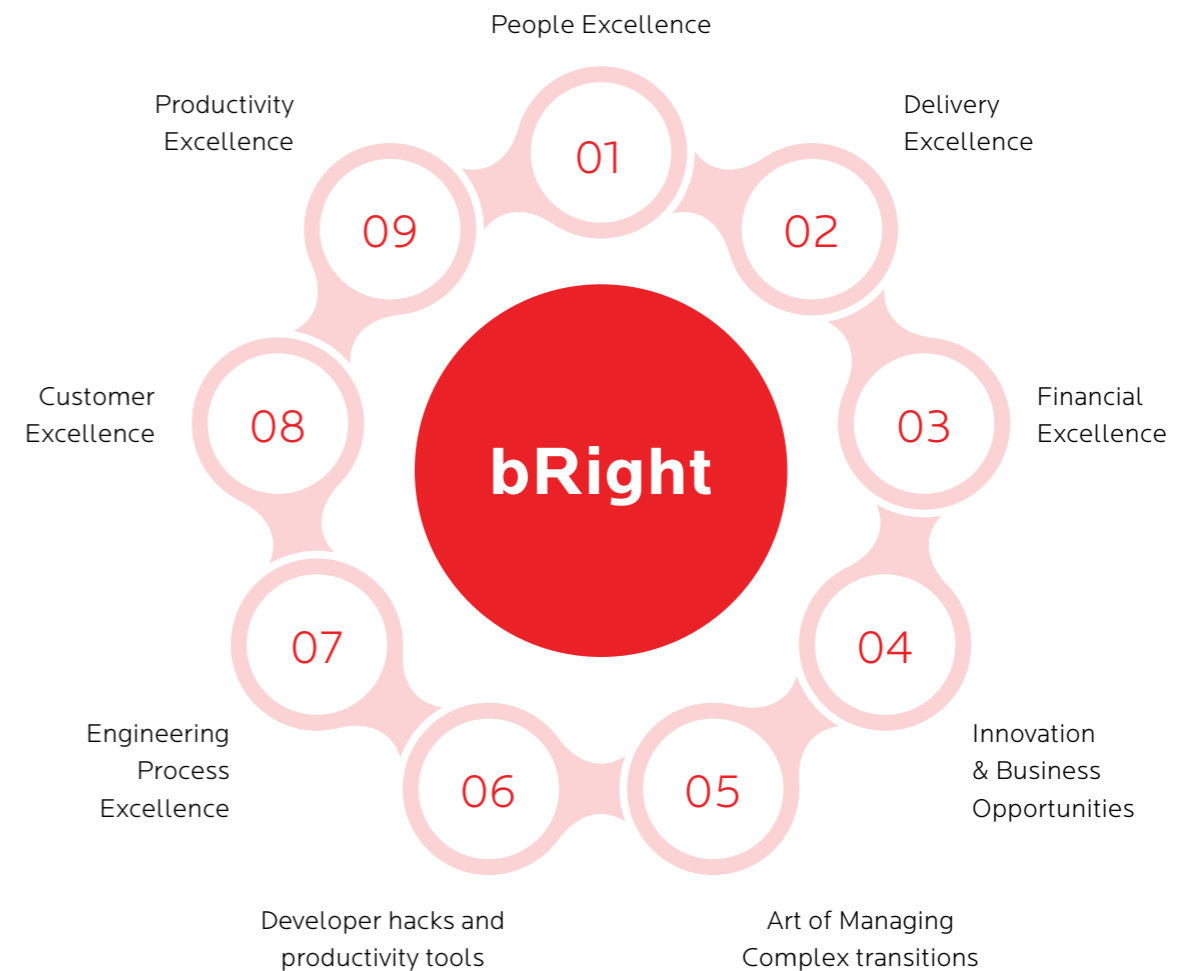 People Excellence
01
Delivery
Excellence
02
Financial
Excellence
03
Innovation
& Business
Opportunities
04
Art of Managing
Complex transitions
05
Developer hacks and
productivity tools
06
Engineering
Process
Excellence
07
Customer
Excellence
08
Productivity
Excellence
09
bRight